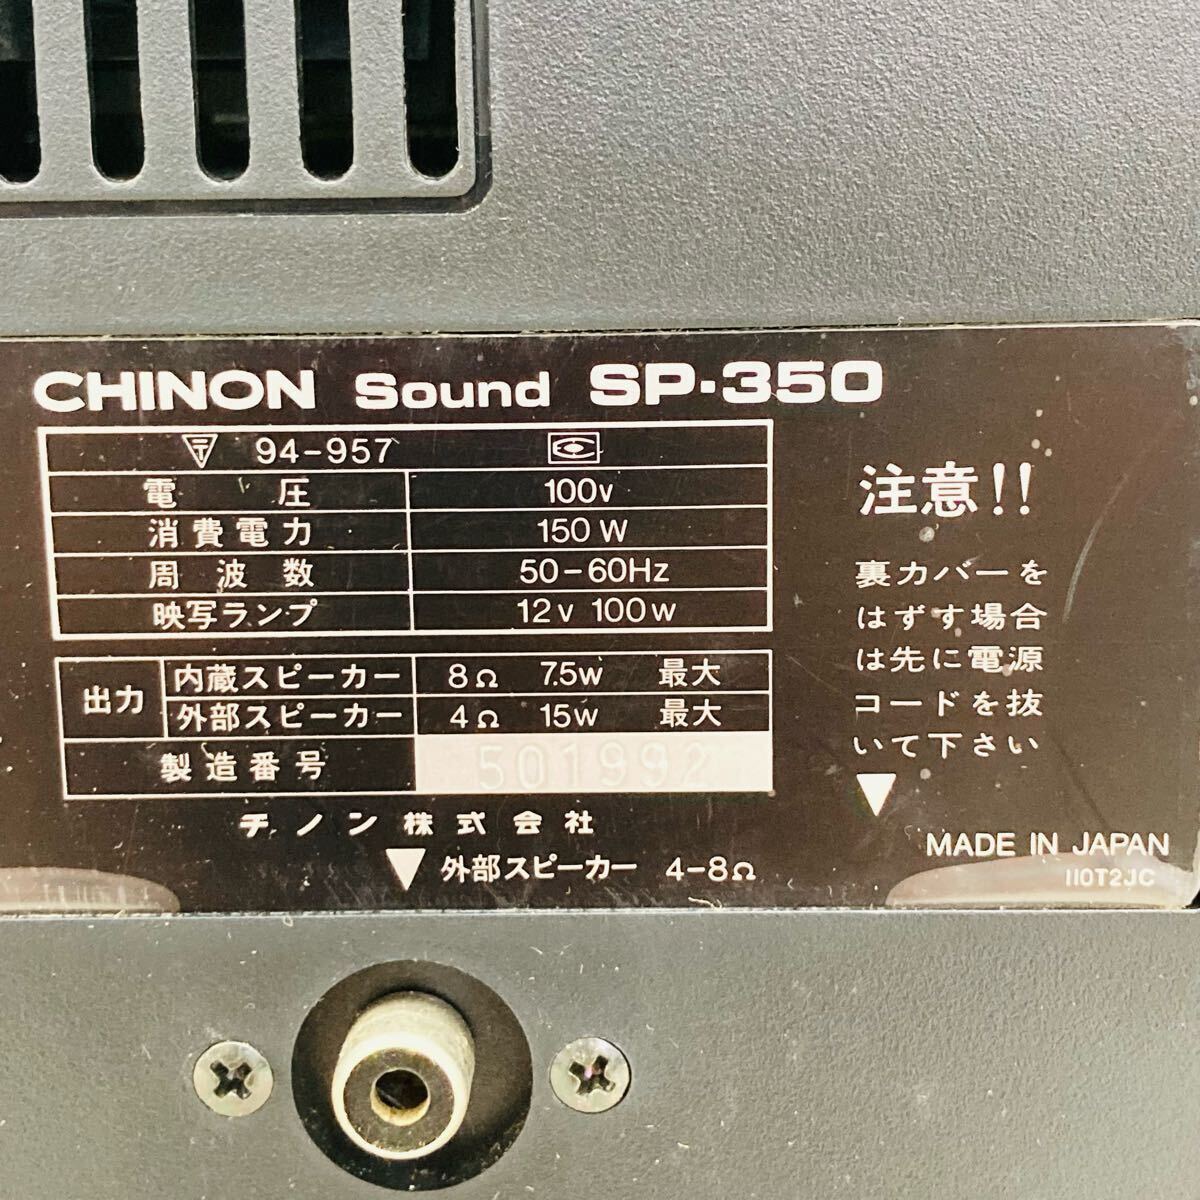 CHINON Sound SP-350
〒 94-957
電圧 100v
消費電力 150W
周波数 50-60Hz
映写ランプ 12v 100w
出力 内蔵スピーカー 8Ω 7.5w 最大
外部スピーカー 4Ω 15w 最大
製造番号 501992
チノン株式会社
▼外部スピーカー 4-8Ω
注意!!
裏カバーを
はずす場合
は先に電源
コードを抜
いて下さい
▼
MADE IN JAPAN
110T2JC